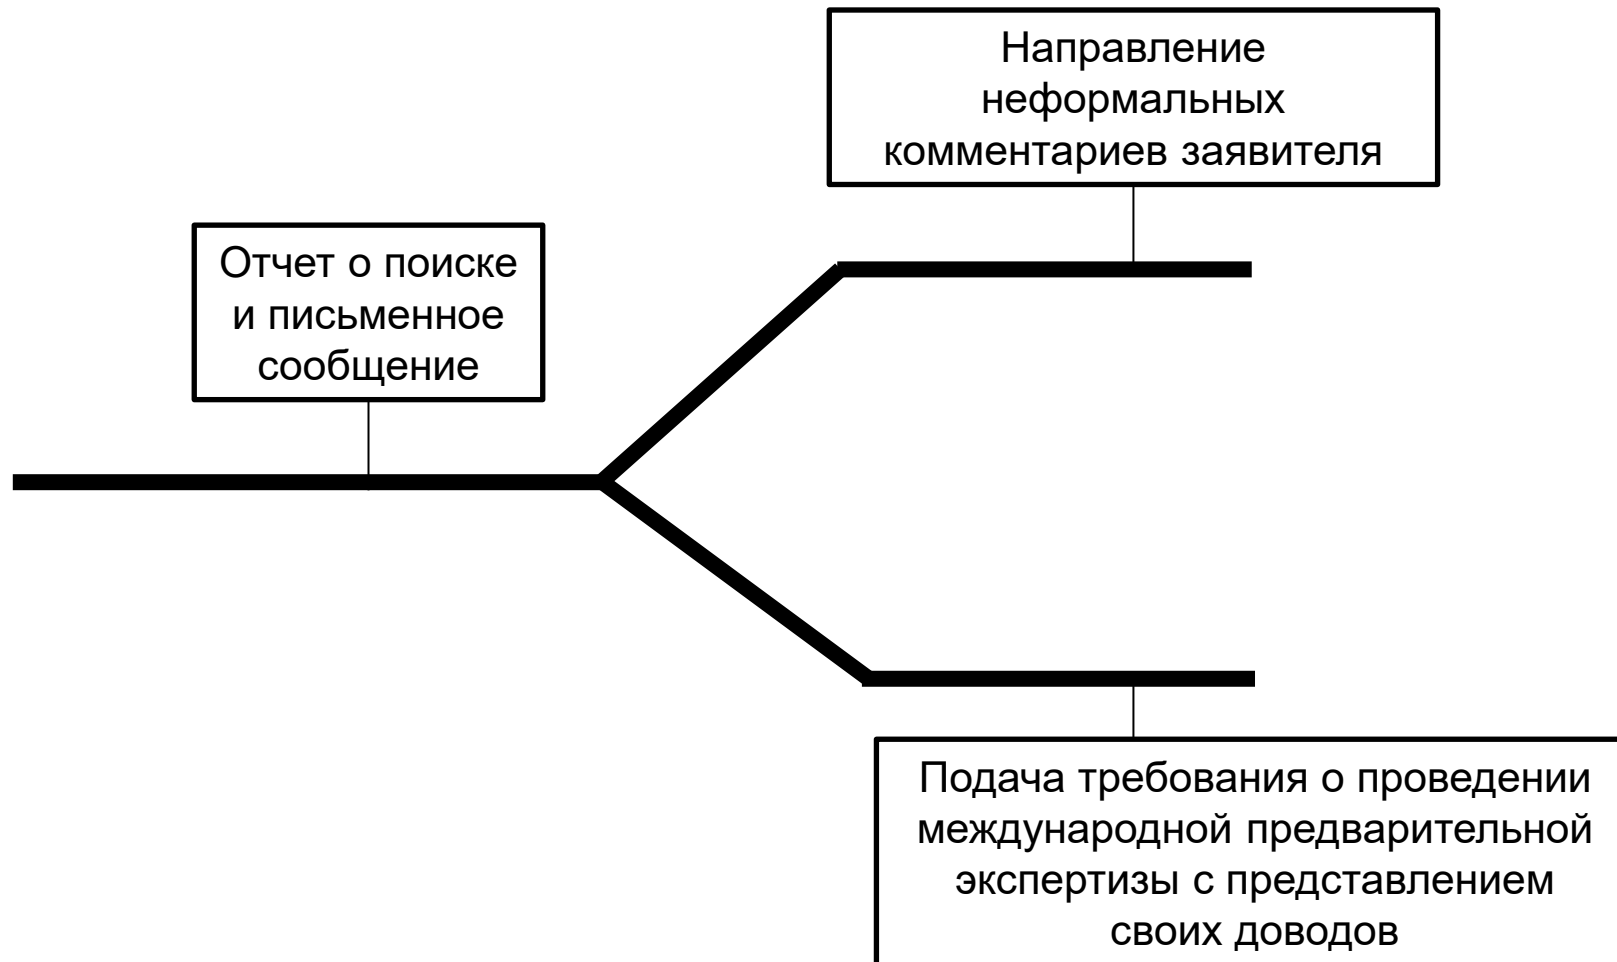 Направление
неформальных
комментариев заявителя
Отчет о поиске
и письменное
сообщение
Подача требования о проведении
международной предварительной
экспертизы с представлением
своих доводов